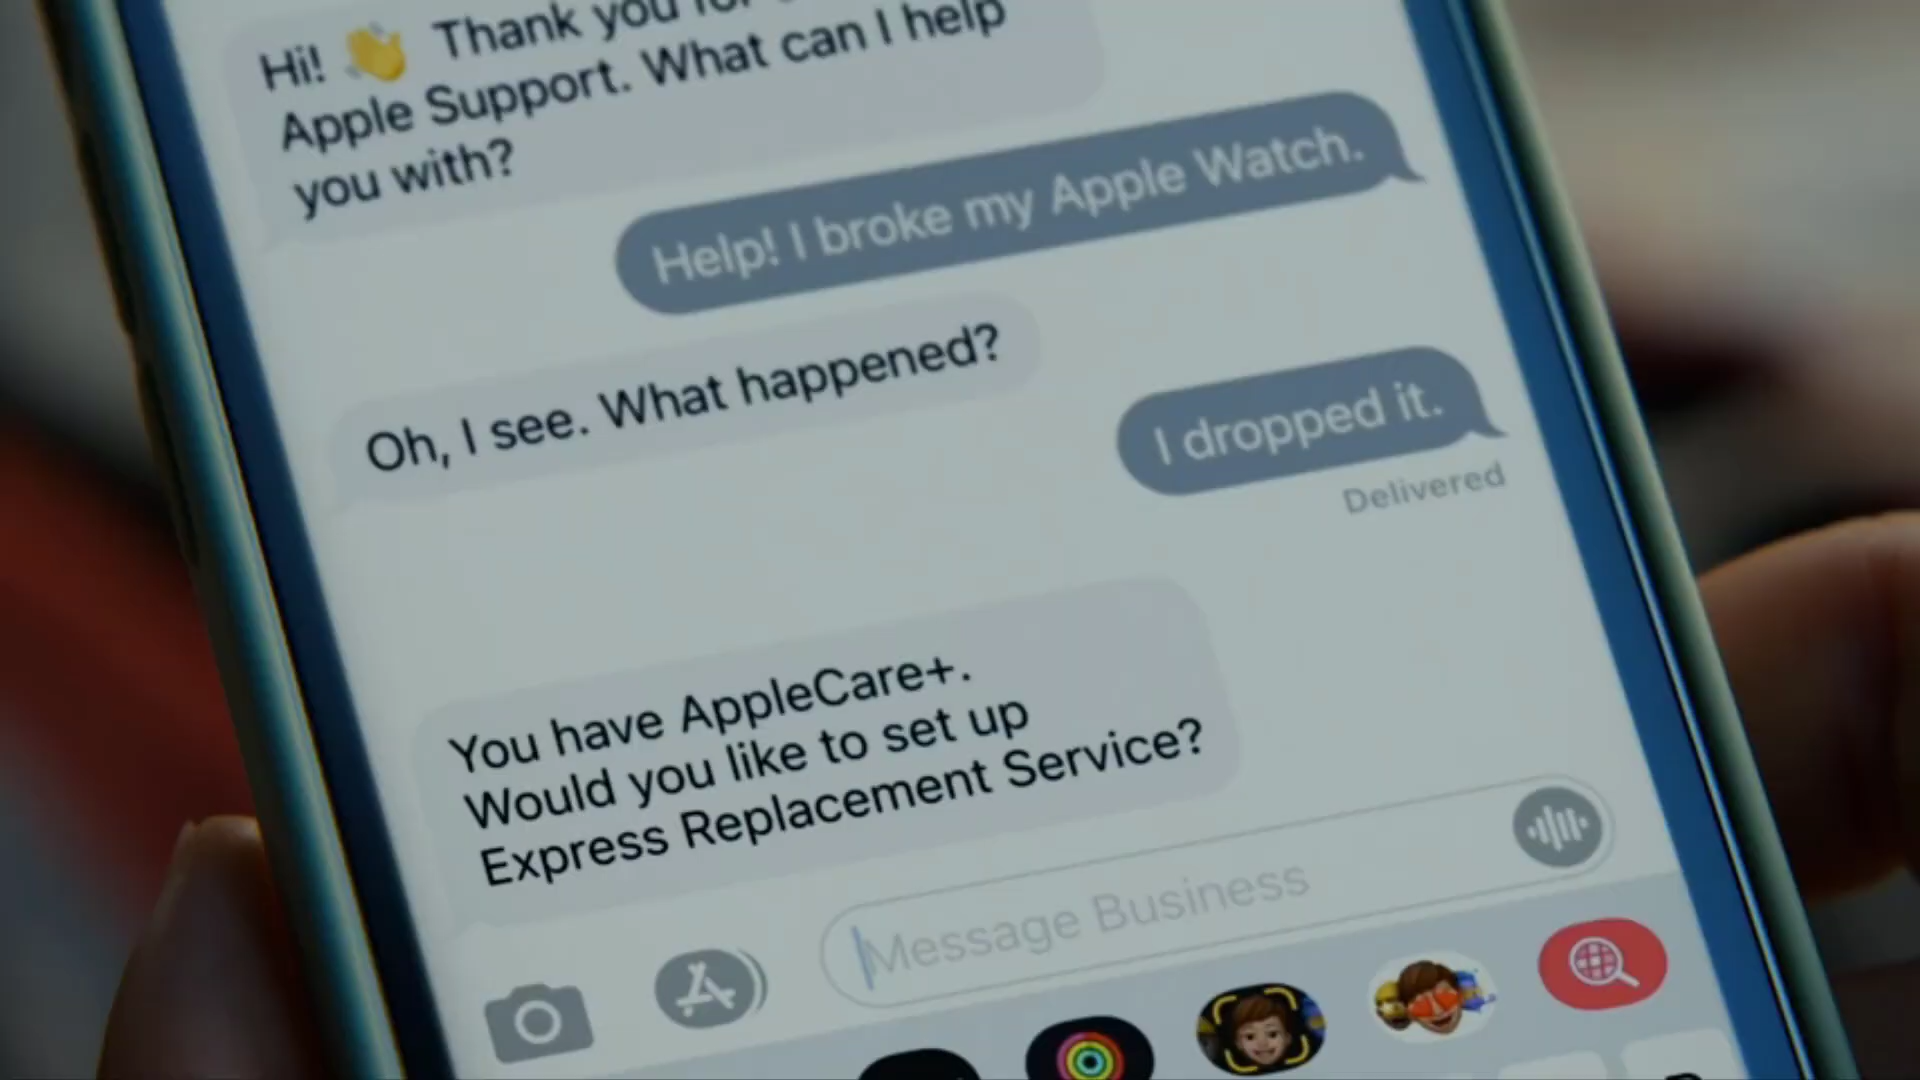 Hi! 👋 Thank you for
Apple Support. What can I help
you with?
Help! I broke my Apple Watch.
Oh, I see. What happened?
I dropped it.
Delivered
You have AppleCare+.
Would you like to set up
Express Replacement Service?
Message Business